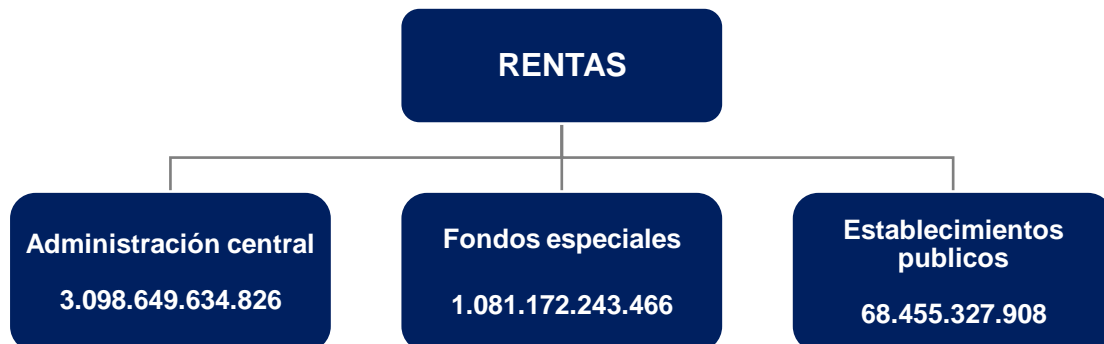 RENTAS
Administración central
3.098.649.634.826
Fondos especiales
1.081.172.243.466
Establecimientos
publicos
68.455.327.908